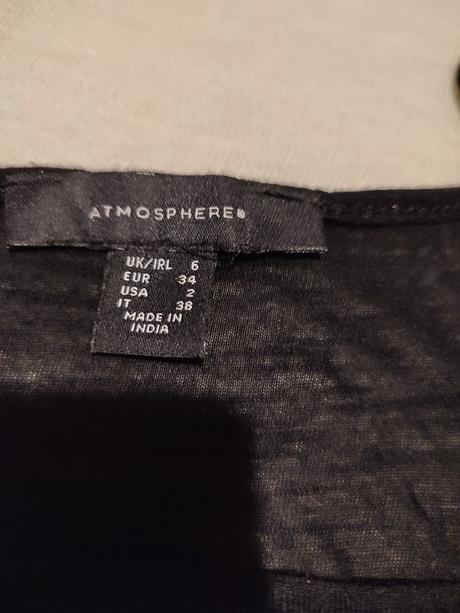 ATMOSPHERE®
UK/IRL 6
EUR 34
USA 2
IT 38
MADE IN
INDIA